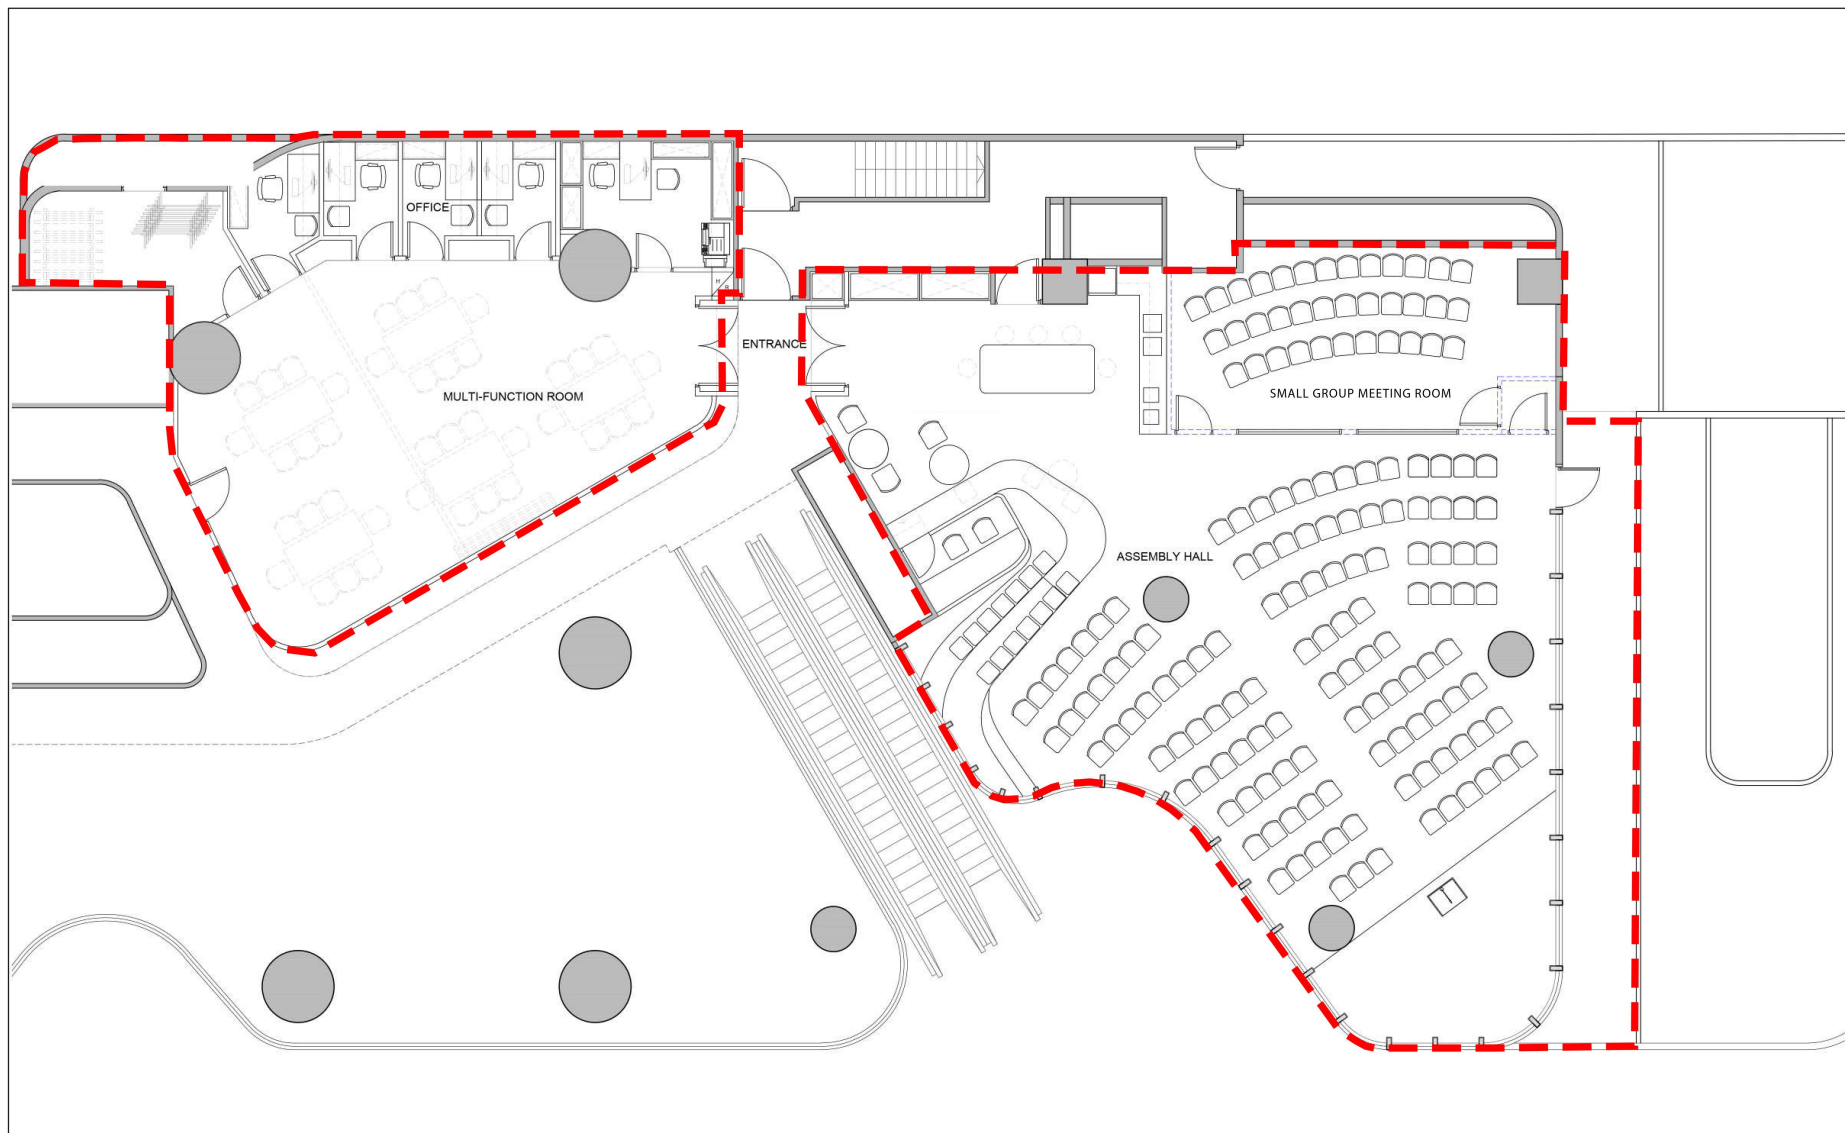 OFFICE
H
R
ENTRANCE
MULTI-FUNCTION ROOM
SMALL GROUP MEETING ROOM
ASSEMBLY HALL